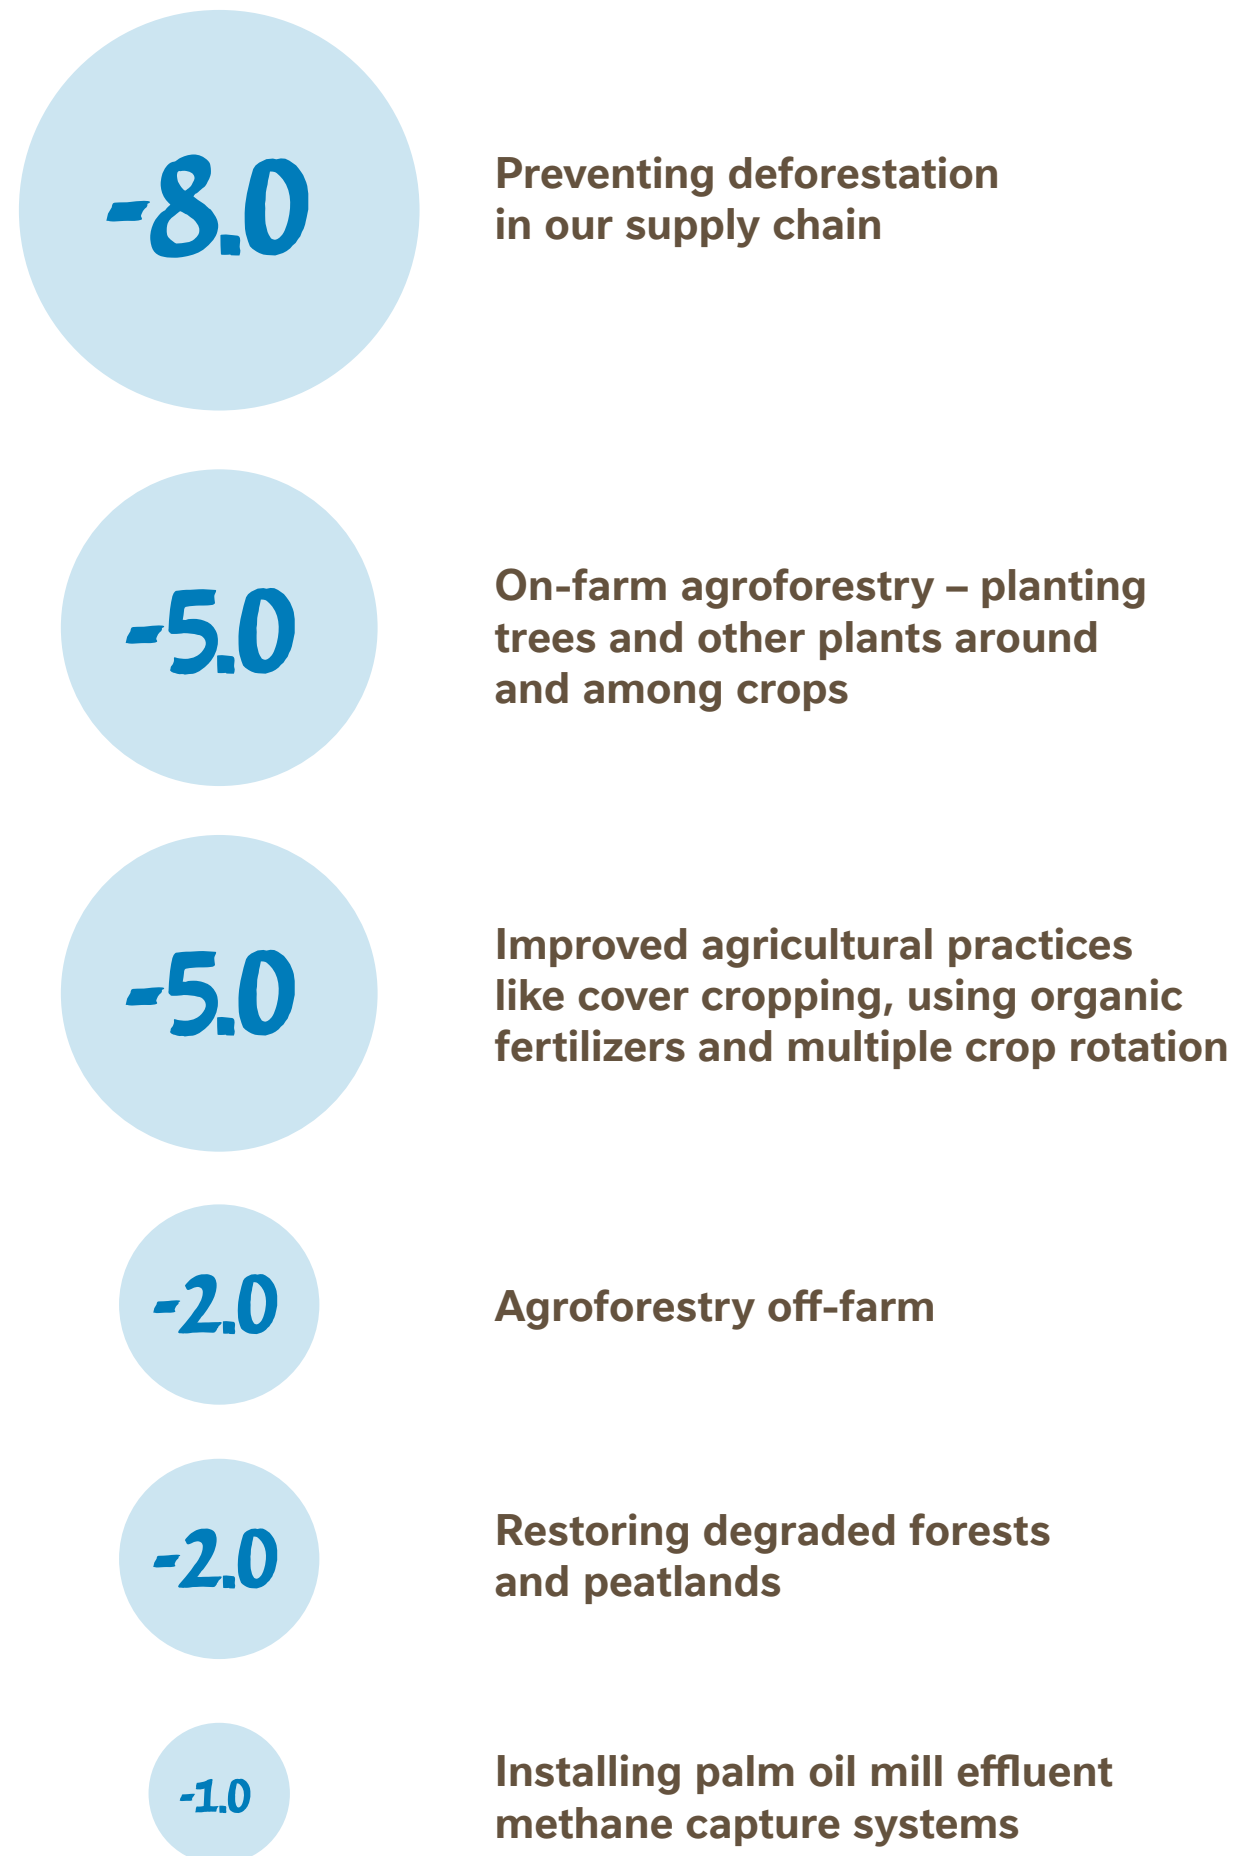 -8.0
Preventing deforestation
in our supply chain
-5.0
On-farm agroforestry – planting
trees and other plants around
and among crops
-5.0
Improved agricultural practices
like cover cropping, using organic
fertilizers and multiple crop rotation
-2.0
Agroforestry off-farm
-2.0
Restoring degraded forests
and peatlands
-1.0
Installing palm oil mill effluent
methane capture systems